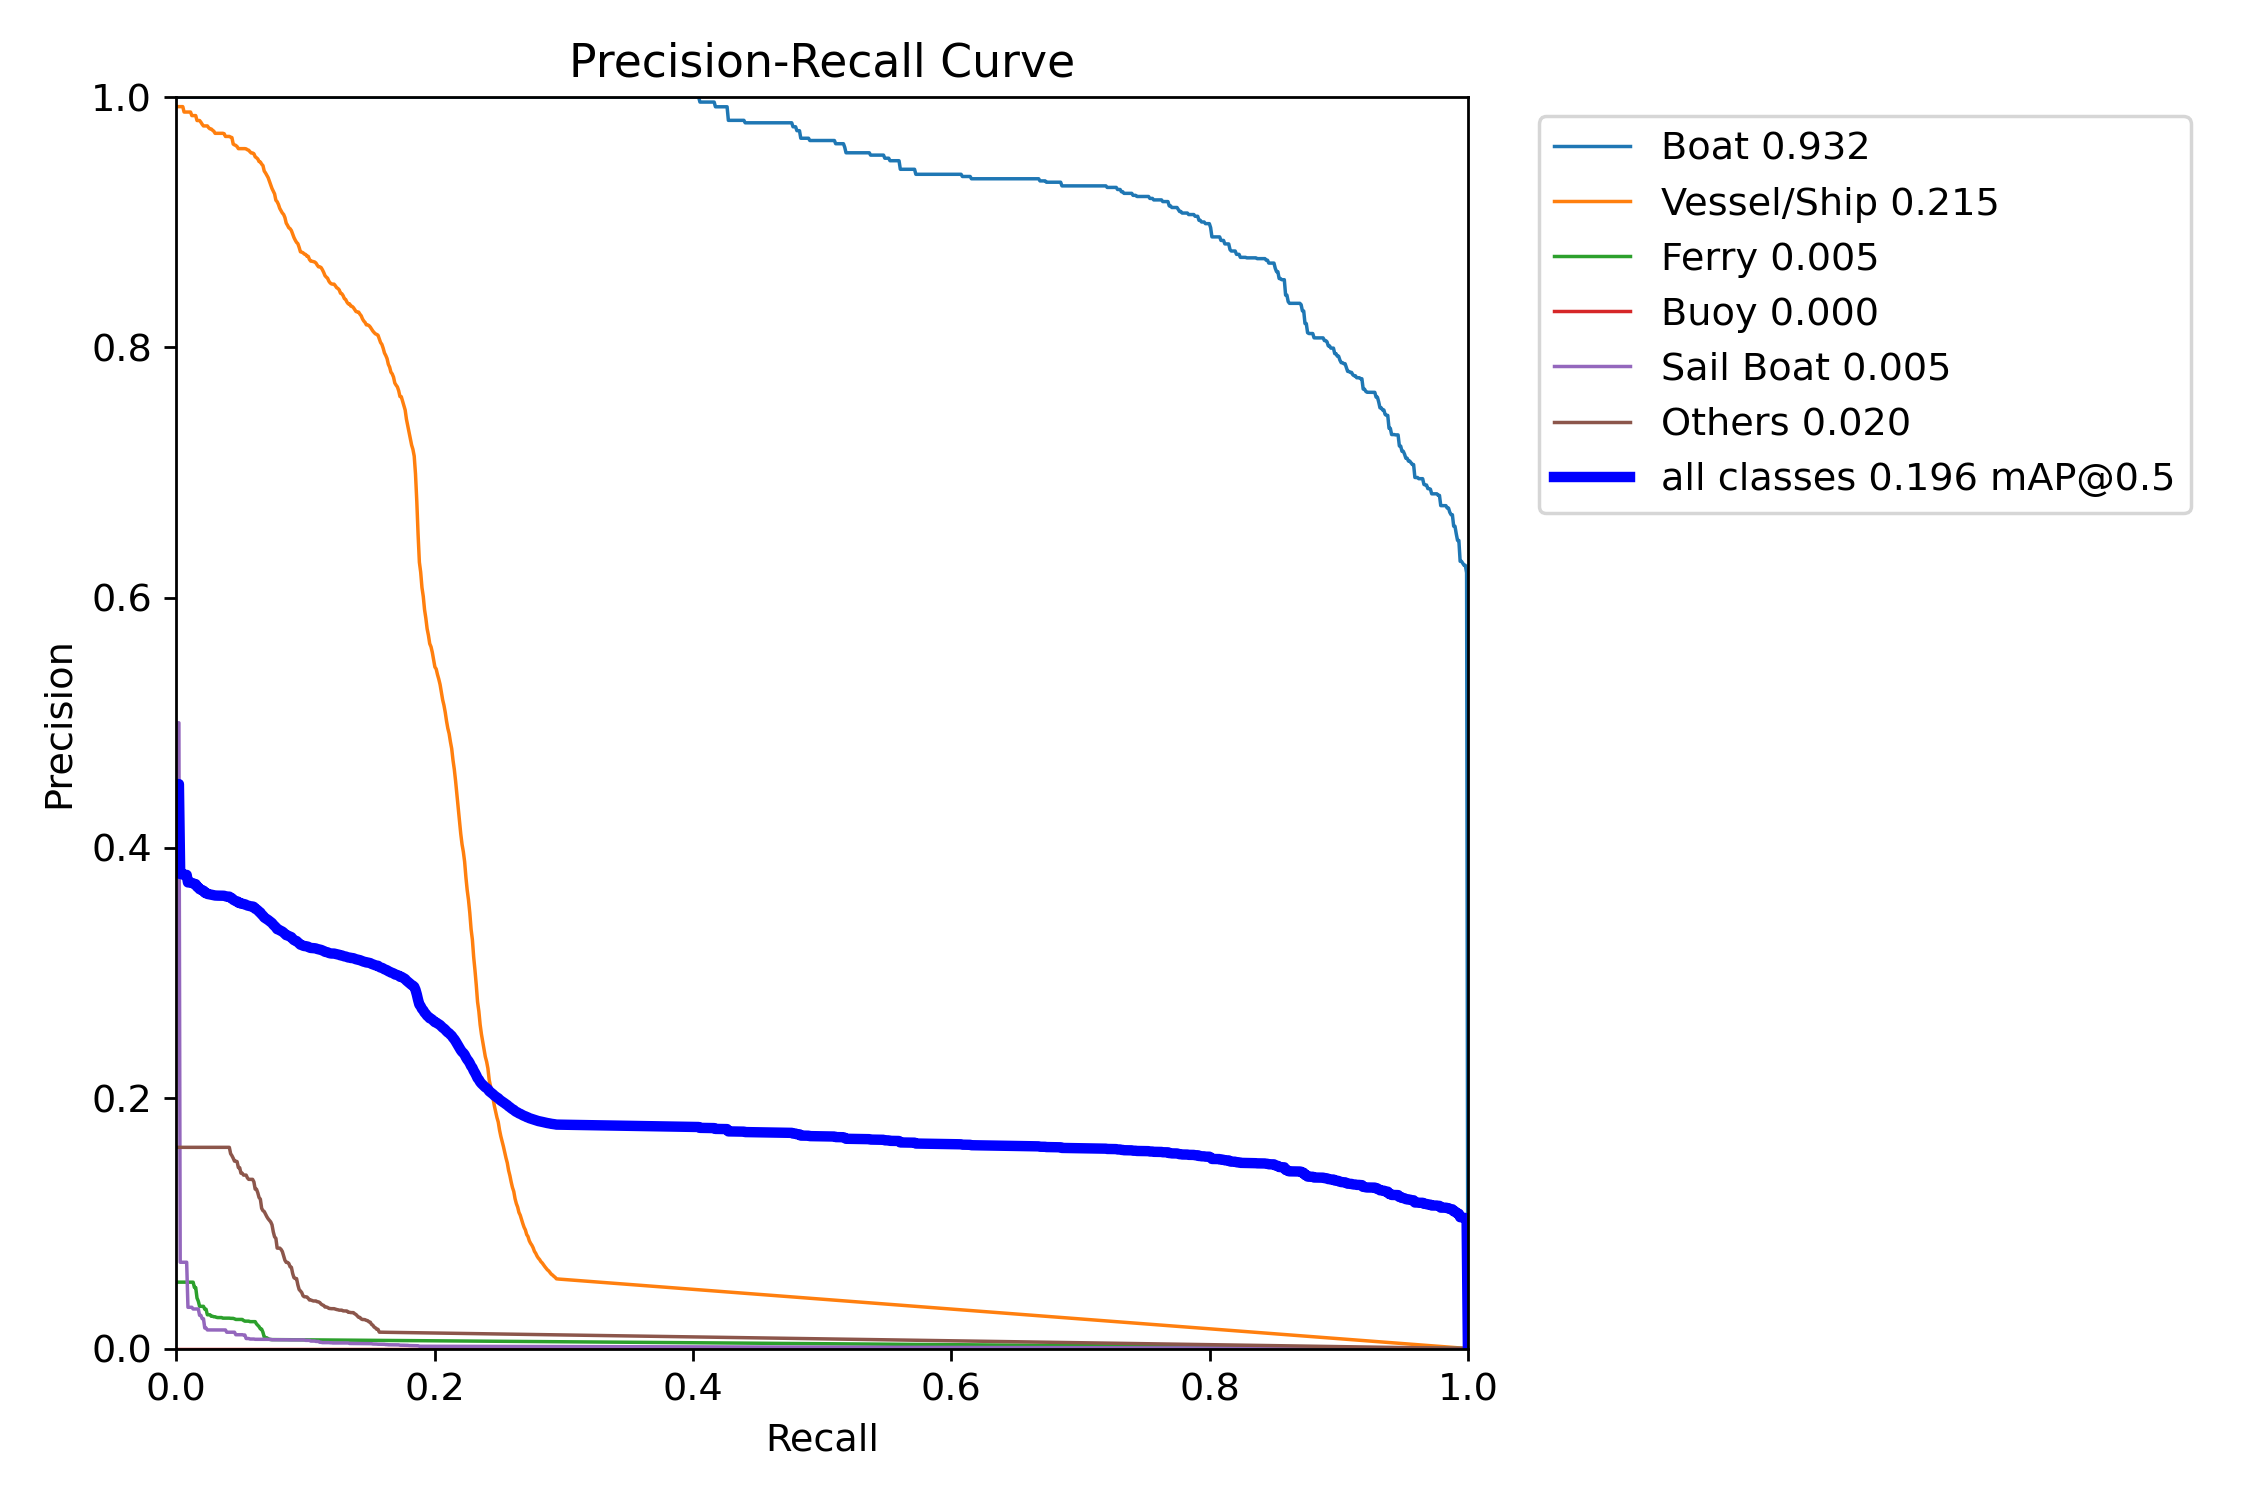 Precision-Recall Curve
1.0
0.8
0.6
0.4
0.2
0.0
Precision
0.0 0.2 0.4 0.6 0.8 1.0
Recall
Boat 0.932
Vessel/Ship 0.215
Ferry 0.005
Buoy 0.000
Sail Boat 0.005
Others 0.020
all classes 0.196 mAP@0.5